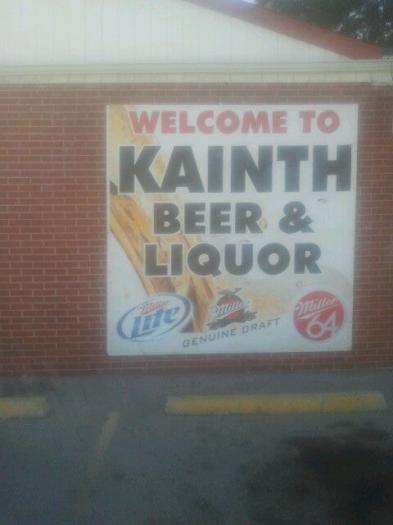 WELCOME TO
KAINTH
BEER &
LIQUOR
Miller Lite
Miller
GENUINE DRAFT
Miller
64